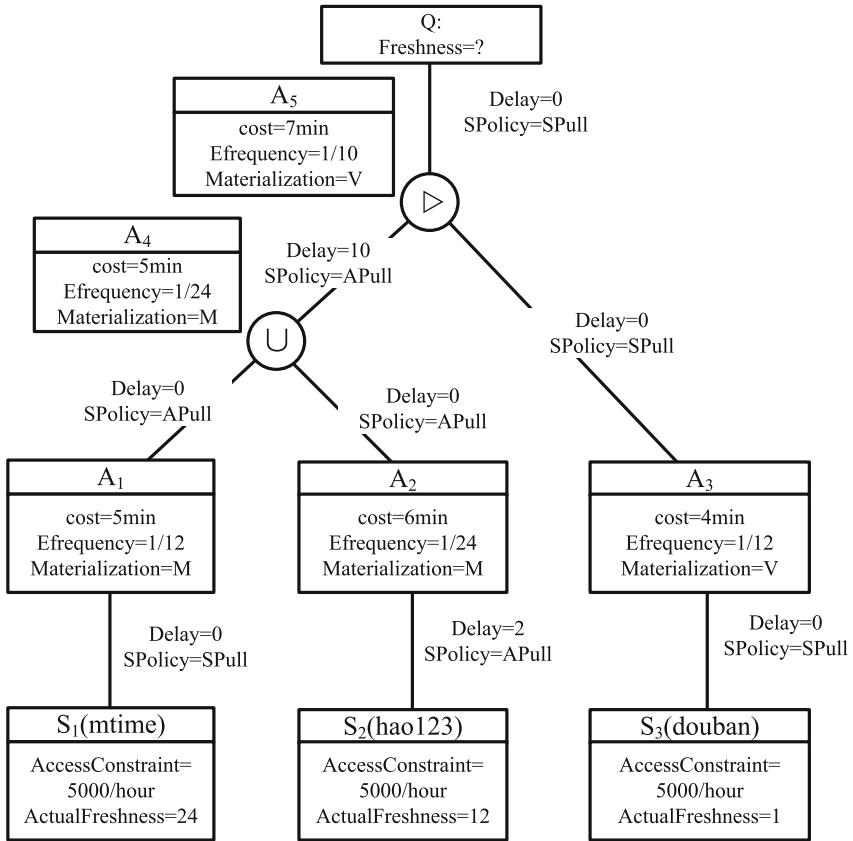 Q:
Freshness=?
Delay=0
SPolicy=SPull
A₅
cost=7min
Efrequency=1/10
Materialization=V
A₄
cost=5min
Efrequency=1/24
Materialization=M
Delay=10
SPolicy=APull
Delay=0
SPolicy=SPull
Delay=0
SPolicy=APull
Delay=0
SPolicy=APull
A₁
cost=5min
Efrequency=1/12
Materialization=M
A₂
cost=6min
Efrequency=1/24
Materialization=M
A₃
cost=4min
Efrequency=1/12
Materialization=V
Delay=0
SPolicy=SPull
Delay=2
SPolicy=APull
Delay=0
SPolicy=SPull
S₁(mtime)
AccessConstraint=
5000/hour
ActualFreshness=24
S₂(hao123)
AccessConstraint=
5000/hour
ActualFreshness=12
S₃(douban)
AccessConstraint=
5000/hour
ActualFreshness=1